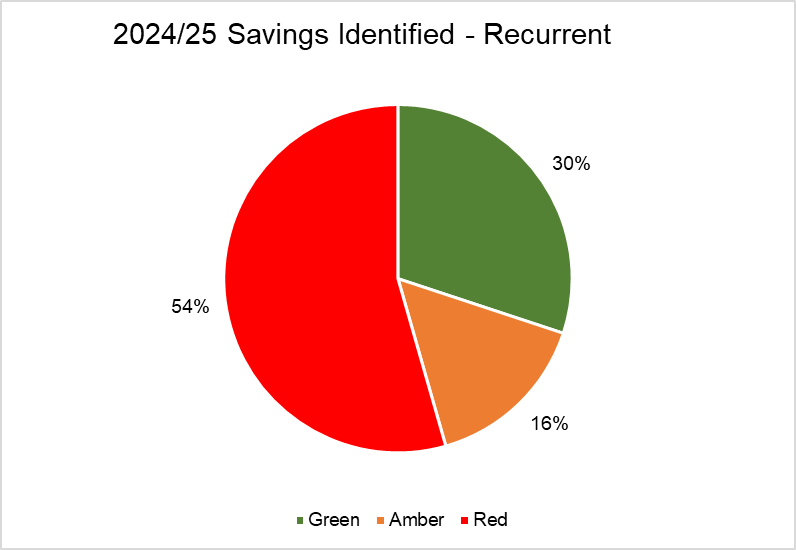 2024/25 Savings Identified - Recurrent
30%
54%
16%
Green Amber Red